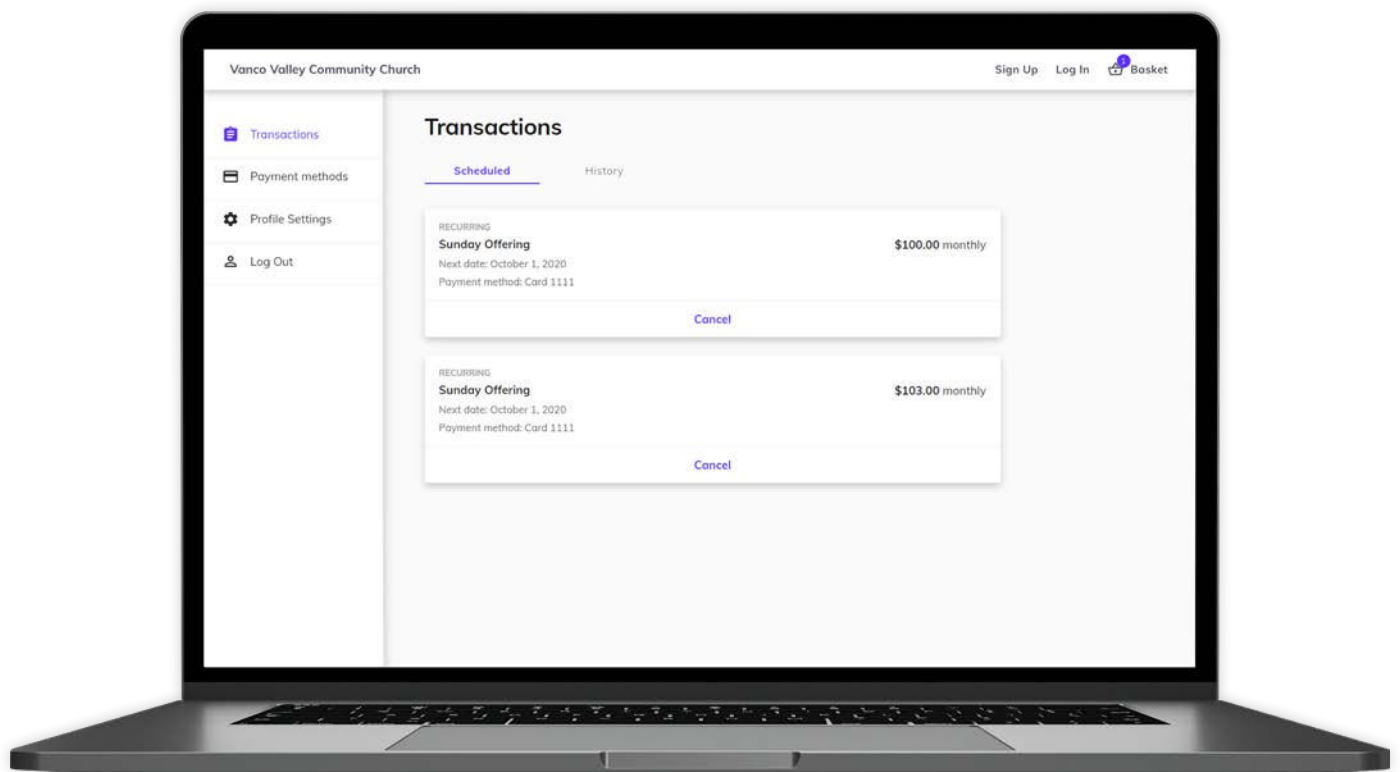 Vanco Valley Community Church
Sign Up Log In Basket
Transactions
Payment methods
Profile Settings
Log Out
Transactions
Scheduled History
RECURRING
Sunday Offering
$100.00 monthly
Next date: October 1, 2020
Payment method: Card 1111
Cancel
RECURRING
Sunday Offering
$103.00 monthly
Next date: October 1, 2020
Payment method: Card 1111
Cancel